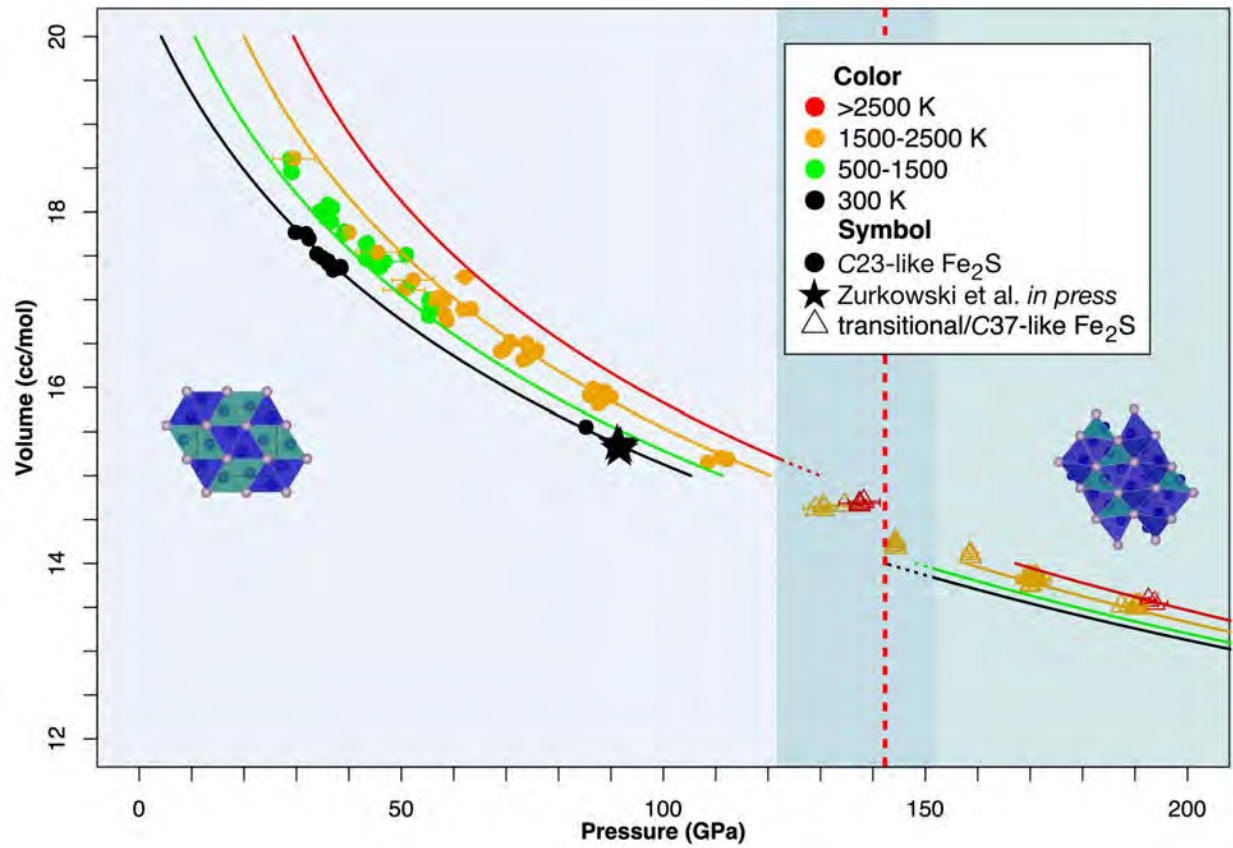 Volume (cc/mol)
20
18
16
14
12
Color
>2500 K
1500-2500 K
500-1500
300 K
Symbol
C23-like Fe₂S
Zurkowski et al. in press
transitional/C37-like Fe₂S
0 50 100 150 200
Pressure (GPa)